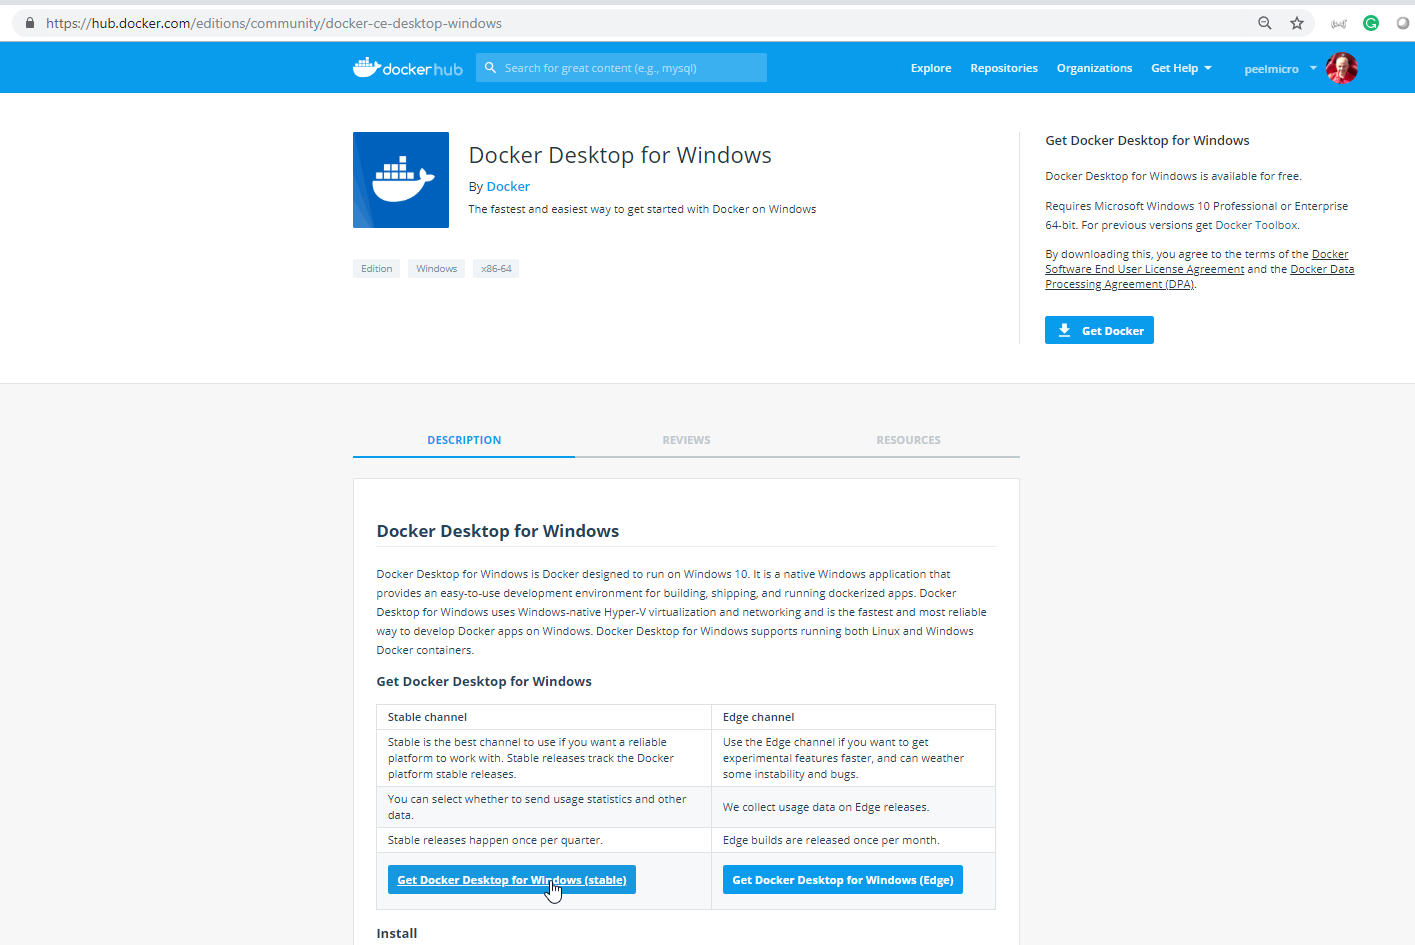 https://hub.docker.com/editions/community/docker-ce-desktop-windows
docker hub
Search for great content (e.g., mysql)
Explore
Repositories
Organizations
Get Help
peelmicro
Docker Desktop for Windows
By Docker
The fastest and easiest way to get started with Docker on Windows
Edition
Windows
x86-64
Get Docker Desktop for Windows
Docker Desktop for Windows is available for free.
Requires Microsoft Windows 10 Professional or Enterprise
64-bit. For previous versions get Docker Toolbox.
By downloading this, you agree to the terms of the Docker
Software End User License Agreement and the Docker Data
Processing Agreement (DPA).
Get Docker
DESCRIPTION
REVIEWS
RESOURCES
Docker Desktop for Windows
Docker Desktop for Windows is Docker designed to run on Windows 10. It is a native Windows application that
provides an easy-to-use development environment for building, shipping, and running dockerized apps. Docker
Desktop for Windows uses Windows-native Hyper-V virtualization and networking and is the fastest and most reliable
way to develop Docker apps on Windows. Docker Desktop for Windows supports running both Linux and Windows
Docker containers.
Get Docker Desktop for Windows
Stable channel
Edge channel
Stable is the best channel to use if you want a reliable
platform to work with. Stable releases track the Docker
platform stable releases.
Use the Edge channel if you want to get
experimental features faster, and can weather
some instability and bugs.
You can select whether to send usage statistics and other
data.
We collect usage data on Edge releases.
Stable releases happen once per quarter.
Edge builds are released once per month.
Get Docker Desktop for Windows (stable)
Get Docker Desktop for Windows (Edge)
Install